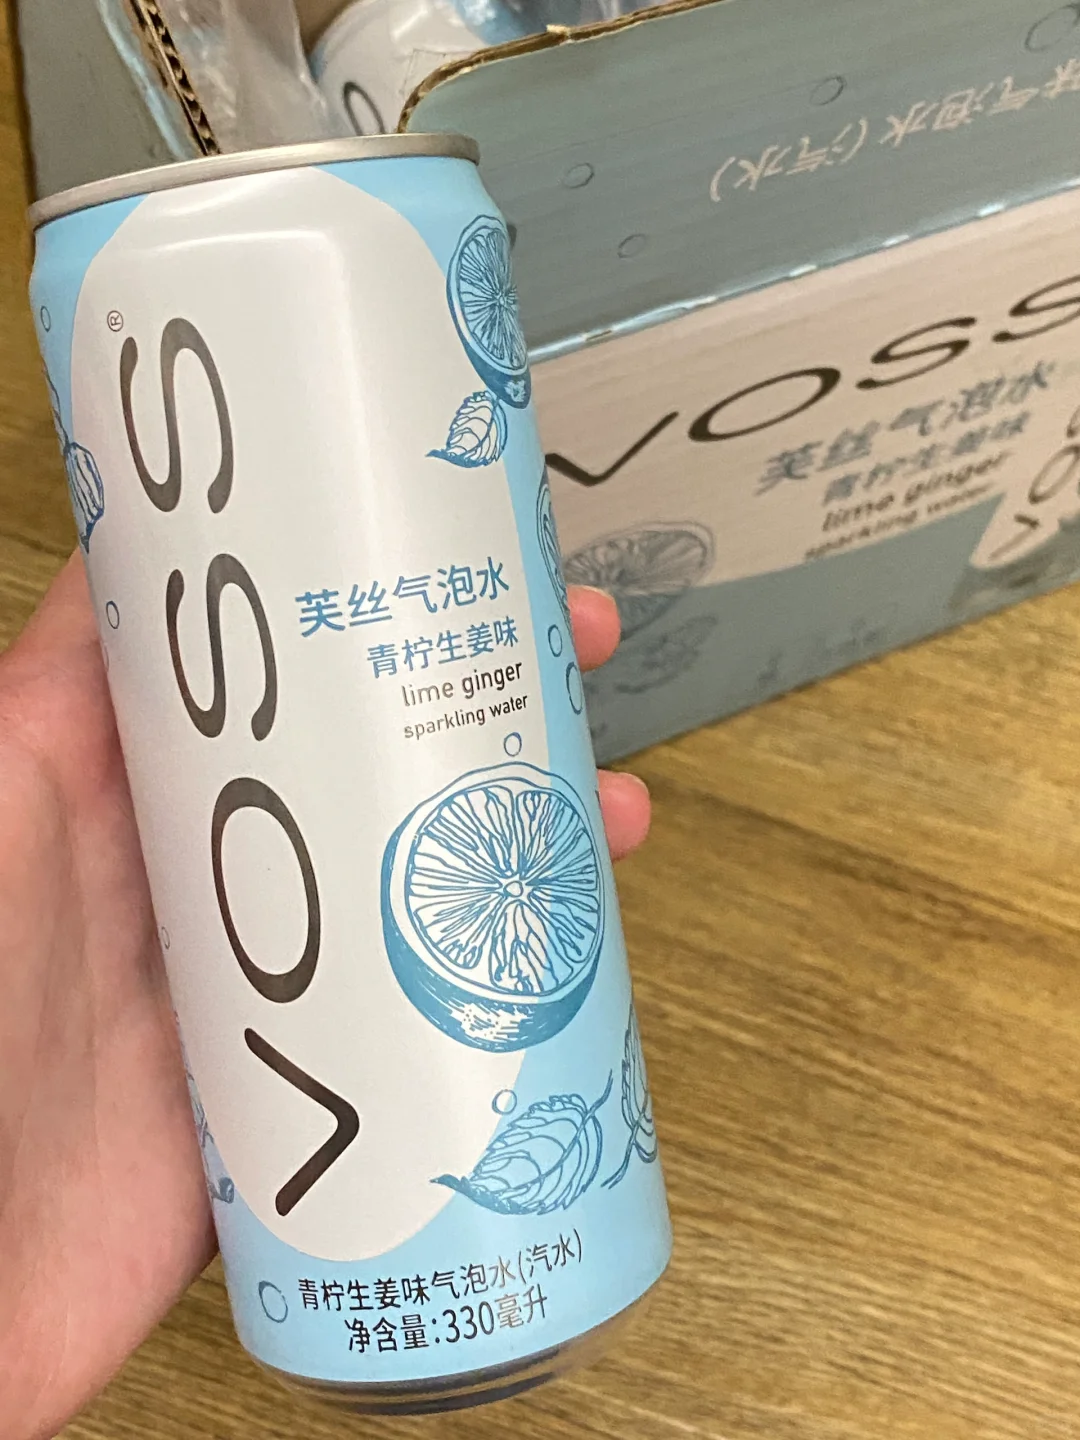 VOSS®
芙丝气泡水
青柠生姜味
lime ginger
sparkling water
青柠生姜味气泡水(汽水)
净含量:330毫升
味气泡水(汽水)
VOSS
芙丝气泡水
青柠生姜味
lime ginger
sparkling water